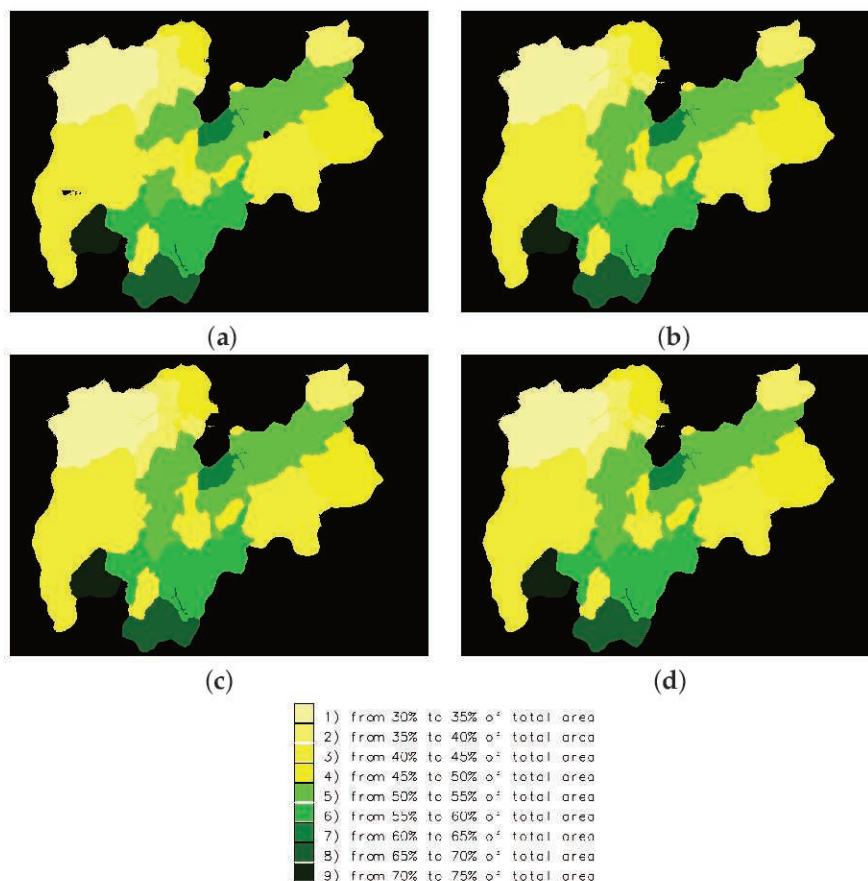 (a)
(b)
(c)
(d)
1) from 30% to 35% of total area
2) from 35% to 40% of total area
3) from 40% to 45% of total area
4) from 45% to 50% of total area
5) from 50% to 55% of total area
6) from 55% to 60% of total area
7) from 60% to 65% of total area
8) from 65% to 70% of total area
9) from 70% to 75% of total area